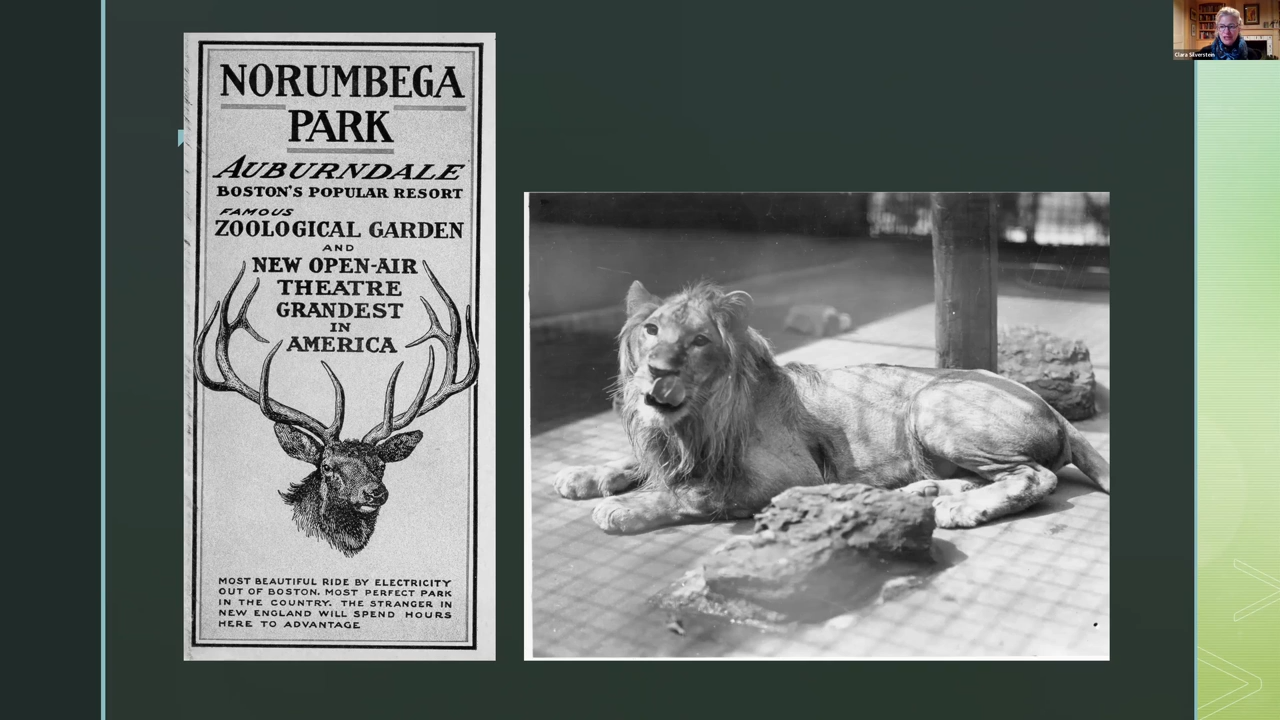 NORUMBEGA
PARK
AUBURNDALE
BOSTON'S POPULAR RESORT
FAMOUS
ZOOLOGICAL GARDEN
AND
NEW OPEN-AIR
THEATRE
GRANDEST
IN
AMERICA
MOST BEAUTIFUL RIDE BY ELECTRICITY
OUT OF BOSTON. MOST PERFECT PARK
IN THE COUNTRY. THE STRANGER IN
NEW ENGLAND WILL SPEND HOURS
HERE TO ADVANTAGE
Clara Silverstein